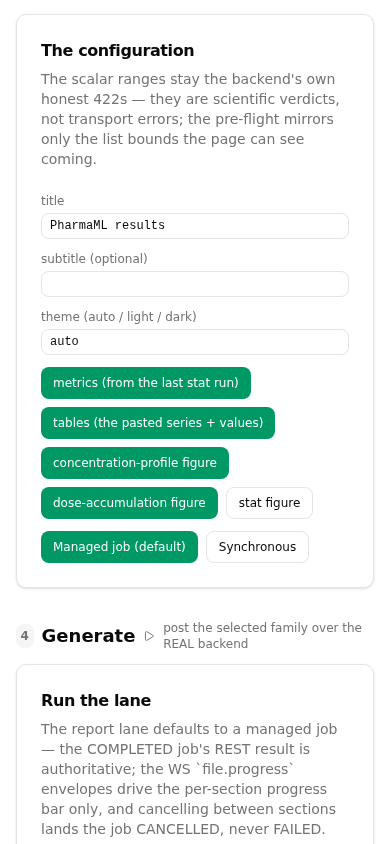 The configuration
The scalar ranges stay the backend's own
honest 422s — they are scientific verdicts,
not transport errors; the pre-flight mirrors
only the list bounds the page can see
coming.
title
PharmaML results
subtitle (optional)
theme (auto / light / dark)
auto
metrics (from the last stat run)
tables (the pasted series + values)
concentration-profile figure
dose-accumulation figure
stat figure
Managed job (default)
Synchronous
4 Generate
post the selected family over the
REAL backend
Run the lane
The report lane defaults to a managed job
— the COMPLETED job's REST result is
authoritative; the WS `file.progress`
envelopes drive the per-section progress
bar only, and cancelling between sections
lands the job CANCELLED, never FAILED.